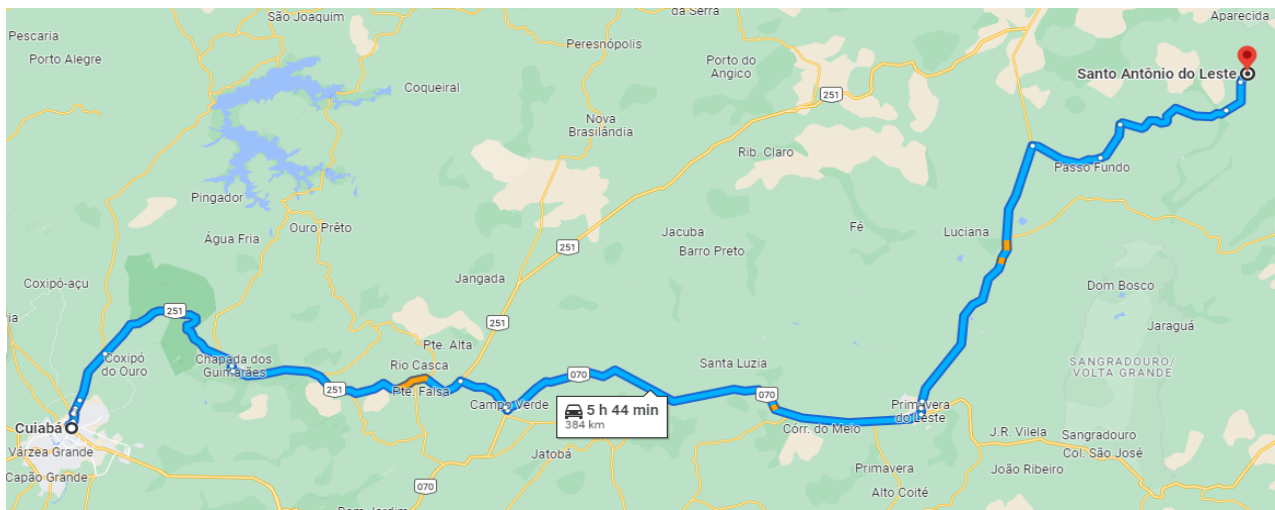 São Joaquim
da Serra
Aparecida
Pescaria
Porto Alegre
Peresnópolis
Porto do
Angico
Santo Antônio do Leste
Coqueiral
251
Nova
Brasilândia
Rib. Claro
Passo Fundo
Pingador
Ouro Prêto
Água Fria
Jacuba
Fé
Luciana
Barro Preto
251
Jangada
Coxipó-açu
Dom Bosco
251
ia
251
Jaraguá
Pte. Alta
Coxipó
do Ouro
Chapada dos
Guimarães
Rio Casca
Santa Luzia
SANGRADOURO/
VOLTA GRANDE
070
251
Pte. Falsa
070
Campo Verde
5 h 44 min
384 km
Primavera
do Leste
Cuiabá
Córr. do Meio
J.R. Vilela
Sangradouro
Várzea Grande
Jatobá
Col. São José
Capão Grande
Primavera
João Ribeiro
070
Alto Coité
Dom Jardim